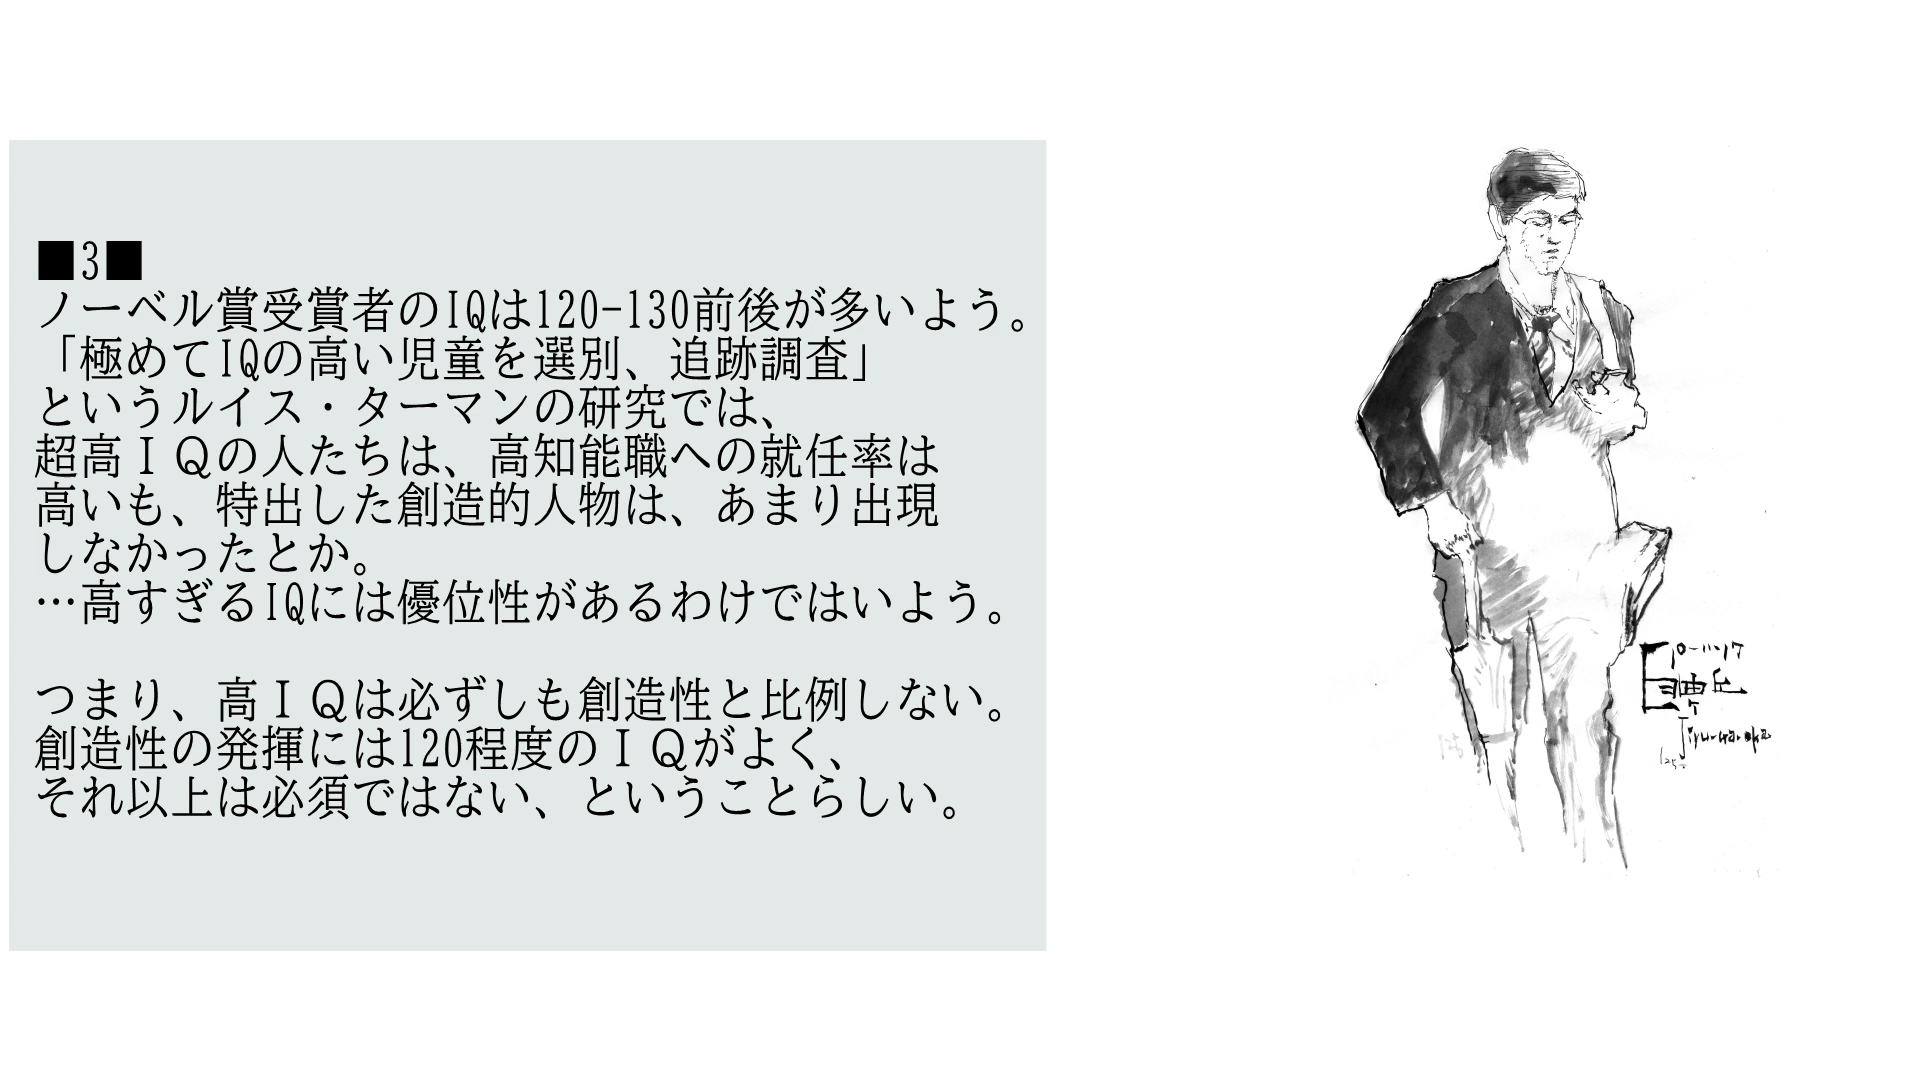 ■3■
ノーベル賞受賞者のIQは120-130前後が多いよう。
「極めてIQの高い児童を選別、追跡調査」
というルイス・ターマンの研究では、
超高ＩＱの人たちは、高知能職への就任率は
高いも、特出した創造的人物は、あまり出現
しなかったとか。
…高すぎるIQには優位性があるわけではいよう。
つまり、高ＩＱは必ずしも創造性と比例しない。
創造性の発揮には120程度のＩＱがよく、
それ以上は必須ではない、ということらしい。